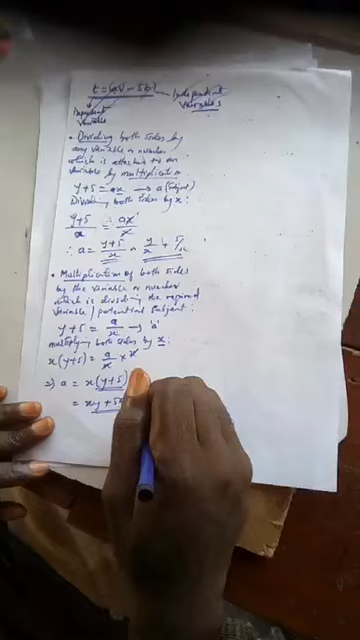 t = (av - 5b)
Independent
Variables
Dependent
Variable
• Dividing both sides by
any variable or number
which is attached to an
variable by multiplication
y+5 = ax → a (Subject)
Dividing both sides by x:
y+5/x = ax/x
∴ a = y+5/x or y/x + 5/x
• Multiplication of both sides
by the variable or number
which is dividing the required
variable / potential subject:
y+5 = a/x → 'a'
multiplying both sides by x:
x(y+5) = a/x × x
⇒ a = x(y+5)
= xy + 5x